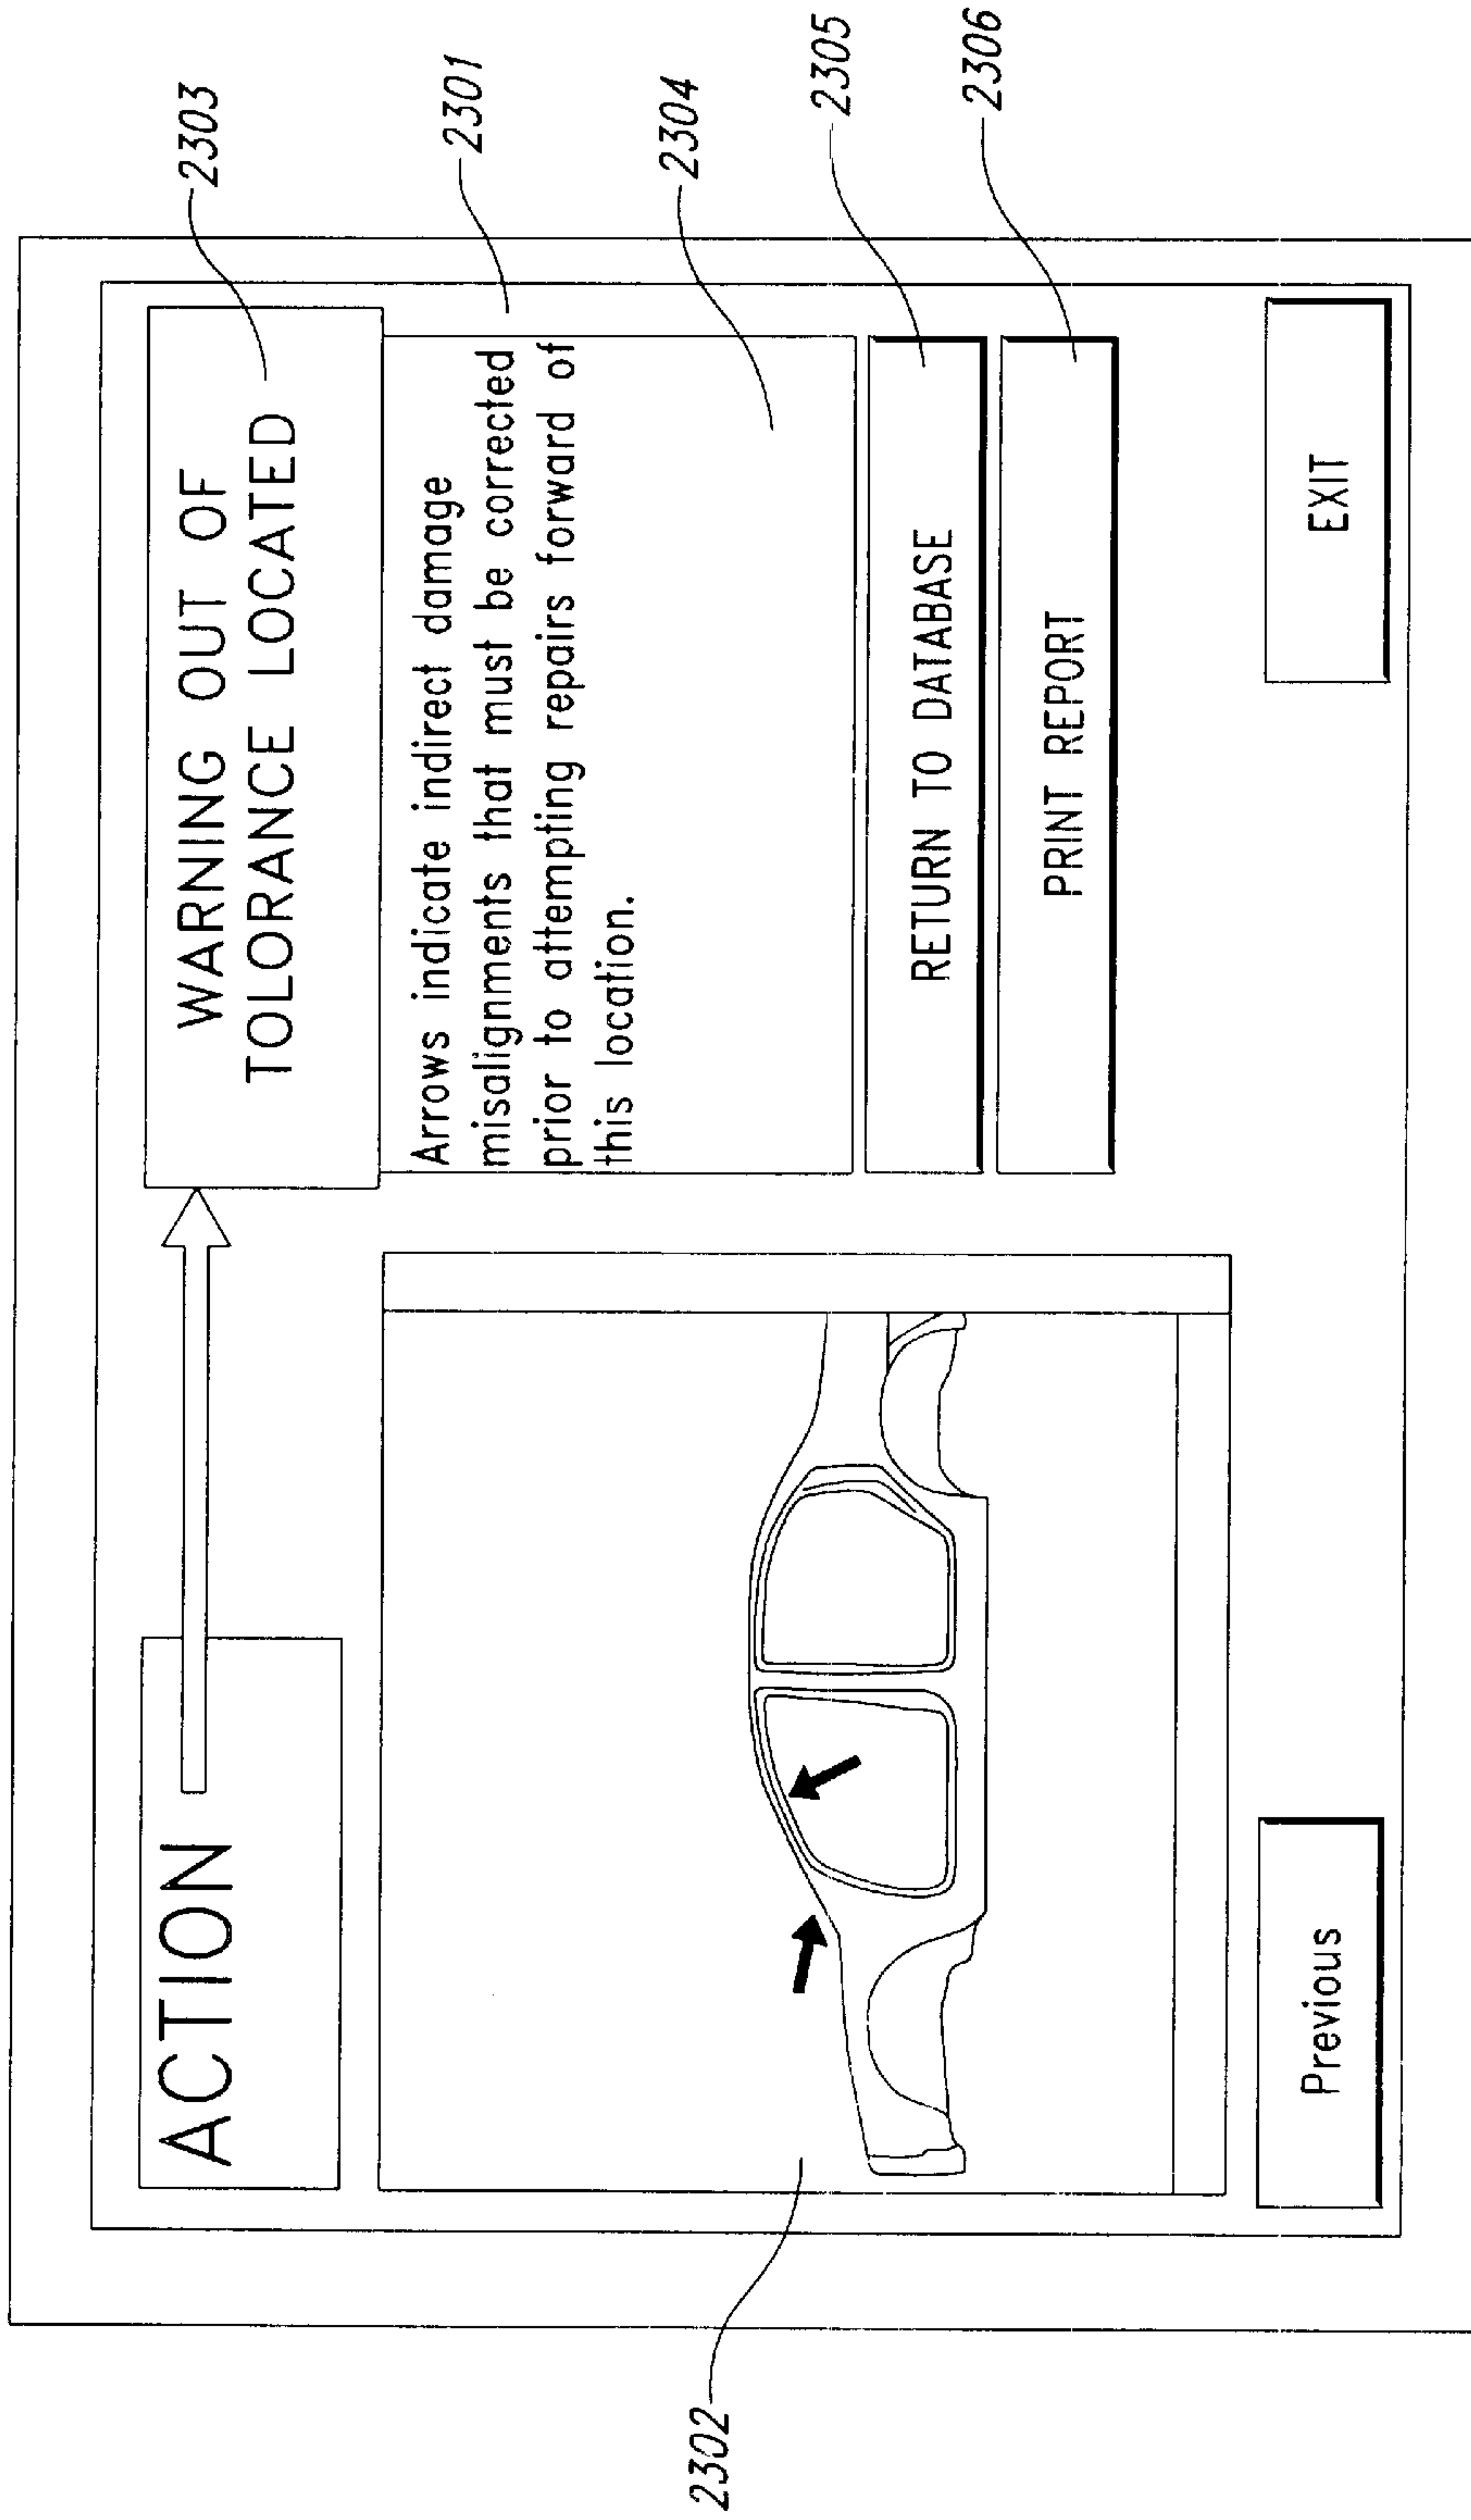 ACTION
WARNING OUT OF
TOLORANCE LOCATED
2303
2301
Arrows indicate indirect damage
misalignments that must be corrected
prior to attempting repairs forward of
this location.
2304
2302
RETURN TO DATABASE
2305
PRINT REPORT
2306
Previous
EXIT